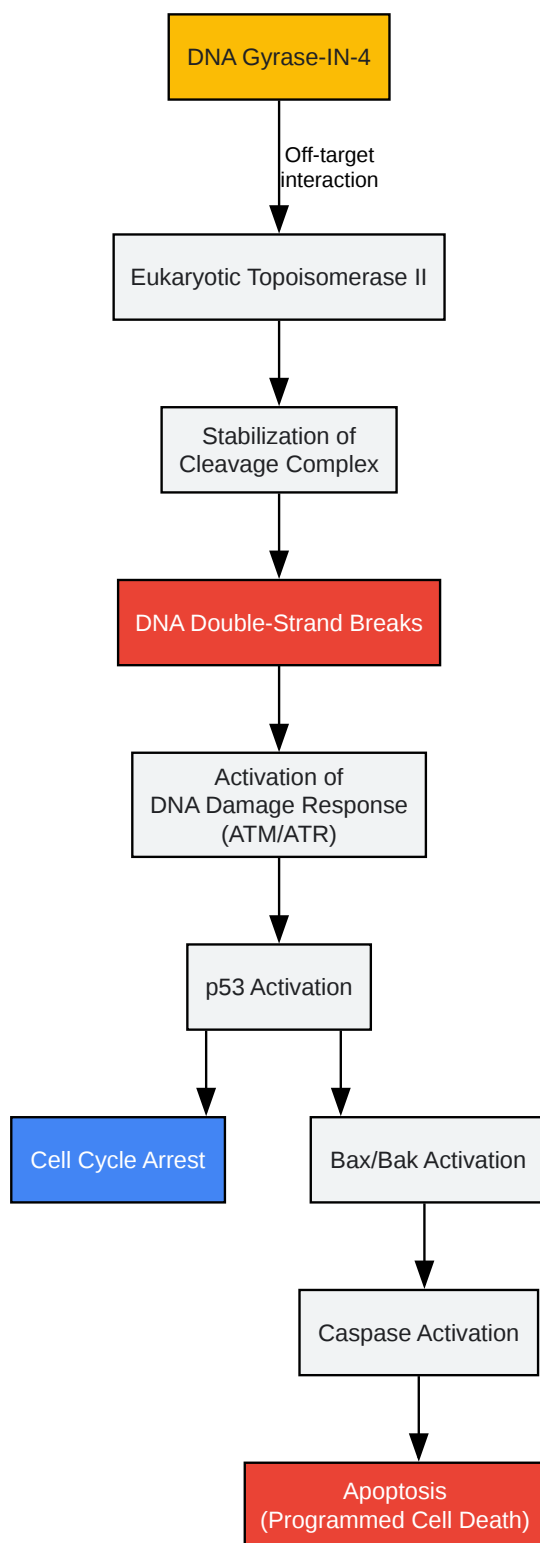 DNA Gyrase-IN-4
Off-target
interaction
Eukaryotic Topoisomerase II
Stabilization of
Cleavage Complex
DNA Double-Strand Breaks
Activation of
DNA Damage Response
(ATM/ATR)
p53 Activation
Cell Cycle Arrest
Bax/Bak Activation
Caspase Activation
Apoptosis
(Programmed Cell Death)